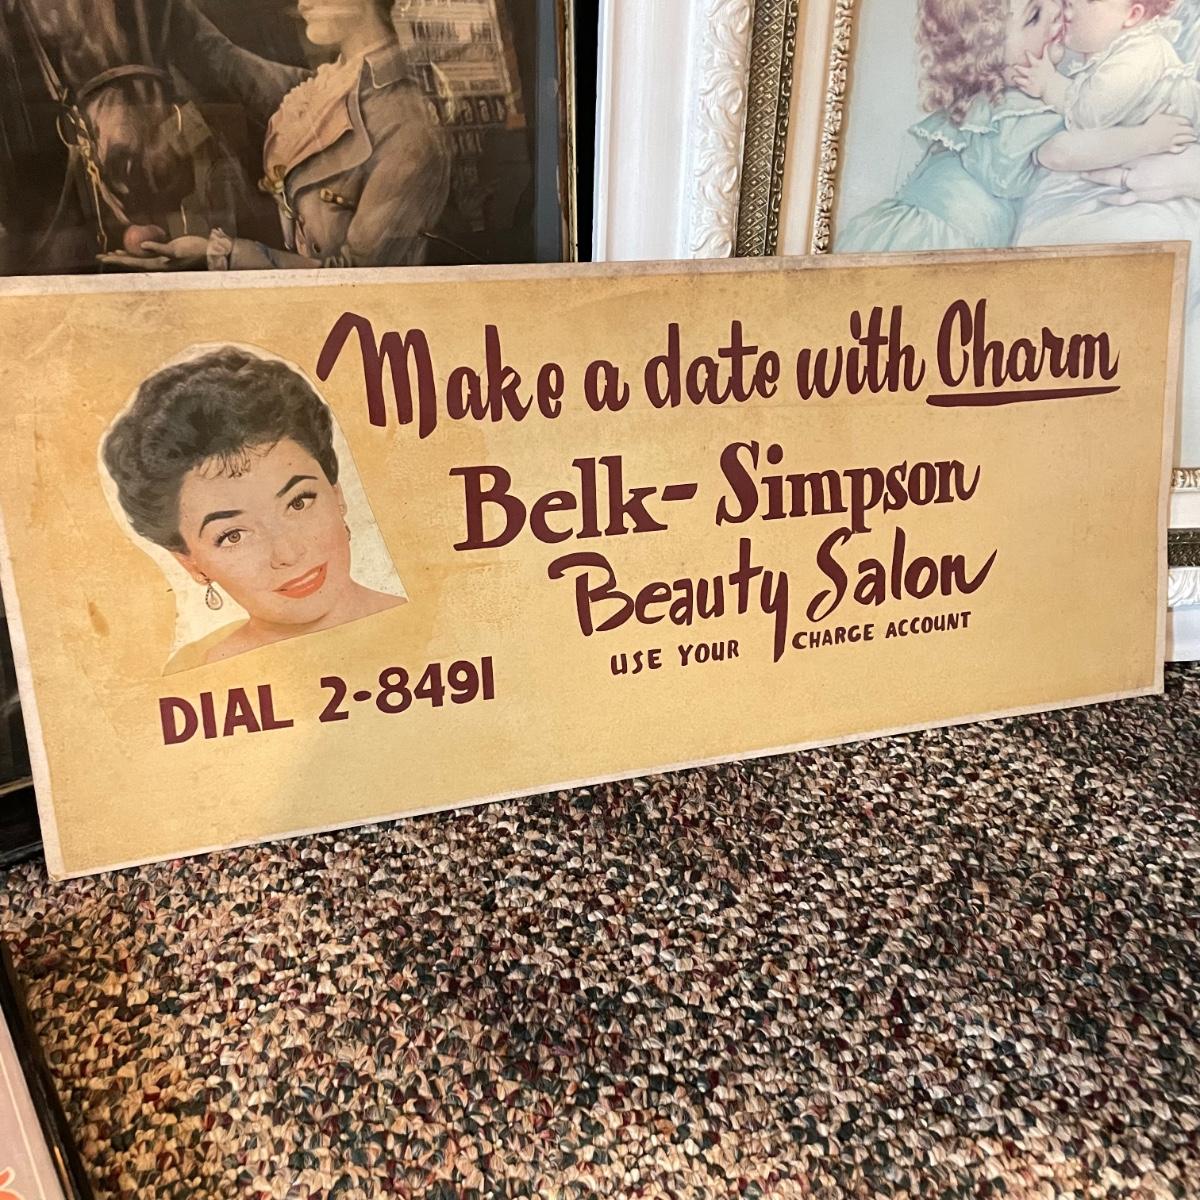 Make a date with Charm
Belk-Simpson
Beauty Salon
USE YOUR CHARGE ACCOUNT
DIAL 2-8491